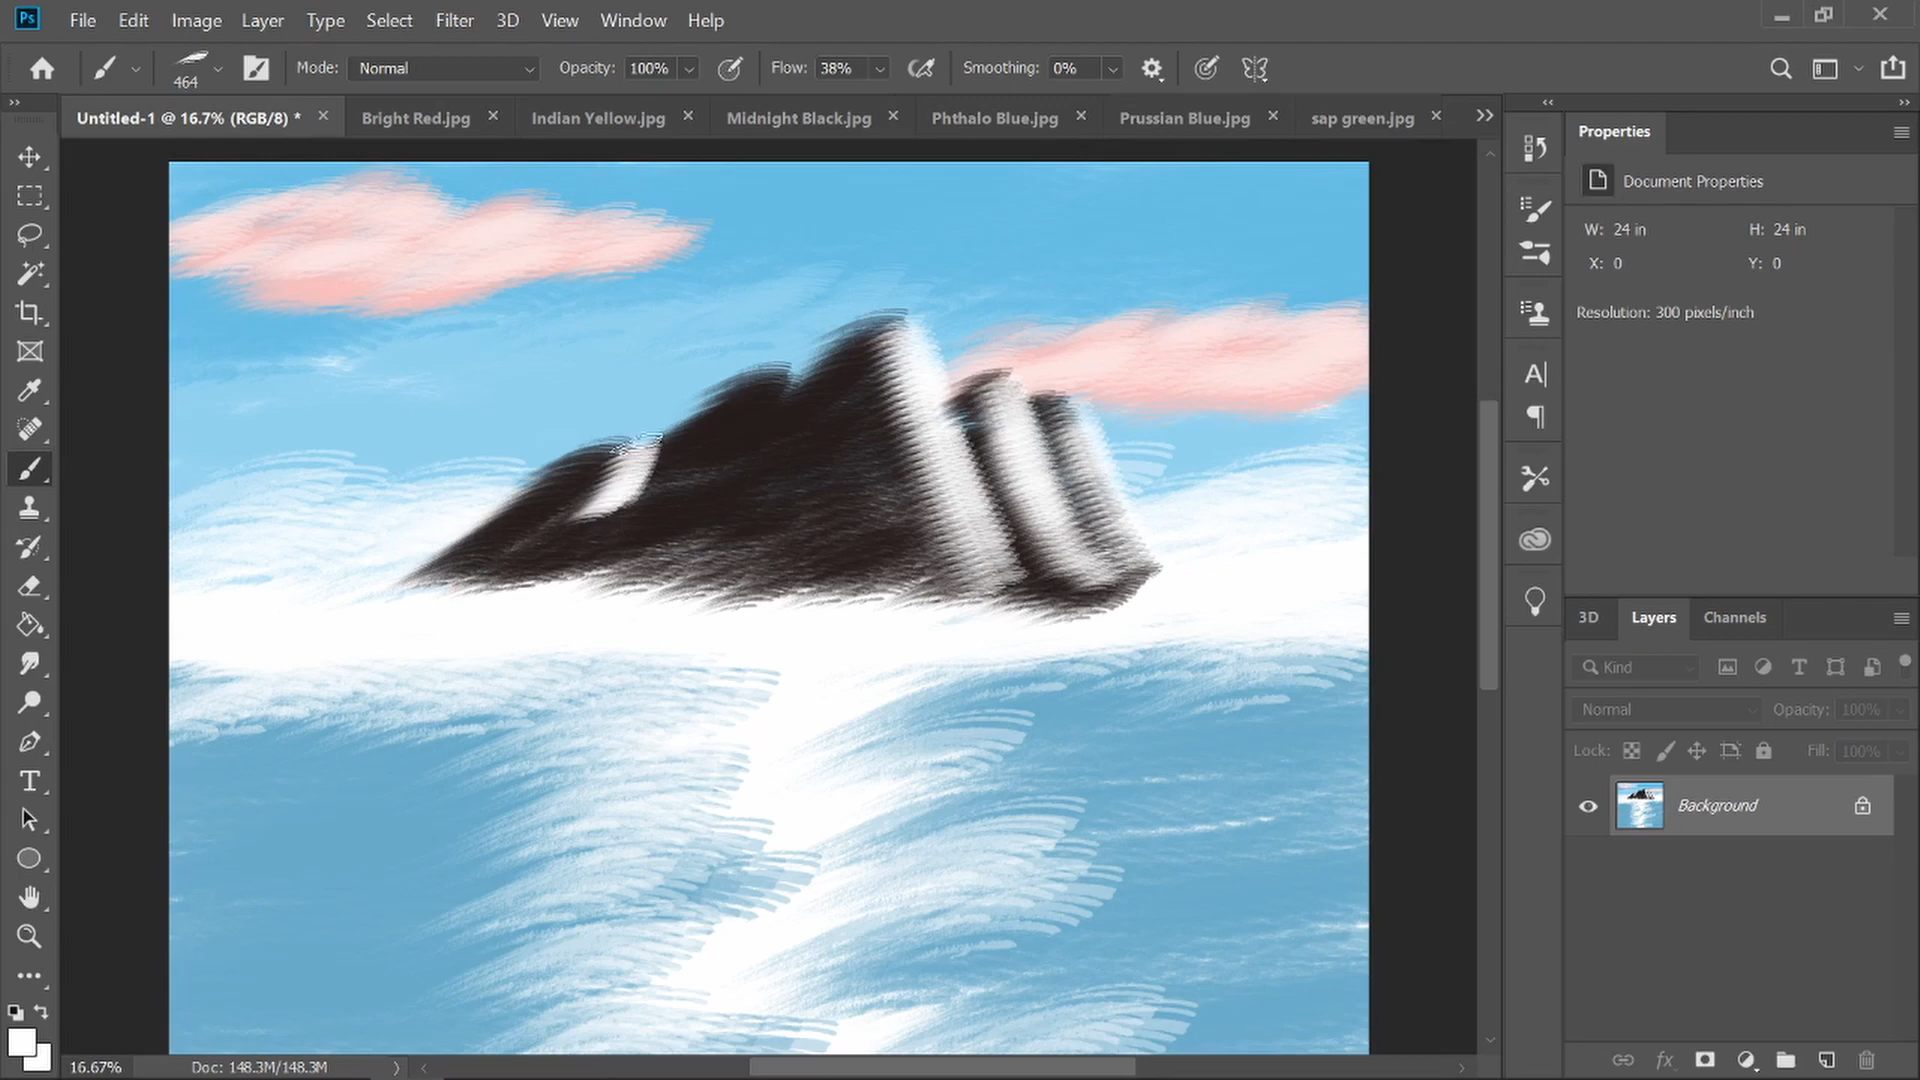 Ps File Edit Image Layer Type Select Filter 3D View Window Help
464 Mode: Normal Opacity: 100% Flow: 38% Smoothing: 0%
Untitled-1 @ 16.7% (RGB/8) * Bright Red.jpg Indian Yellow.jpg Midnight Black.jpg Phthalo Blue.jpg Prussian Blue.jpg sap green.jpg
Properties
Document Properties
W: 24 in H: 24 in
X: 0 Y: 0
Resolution: 300 pixels/inch
3D Layers Channels
Kind
Normal Opacity: 100%
Lock: Fill: 100%
Background
16.67% Doc: 148.3M/148.3M